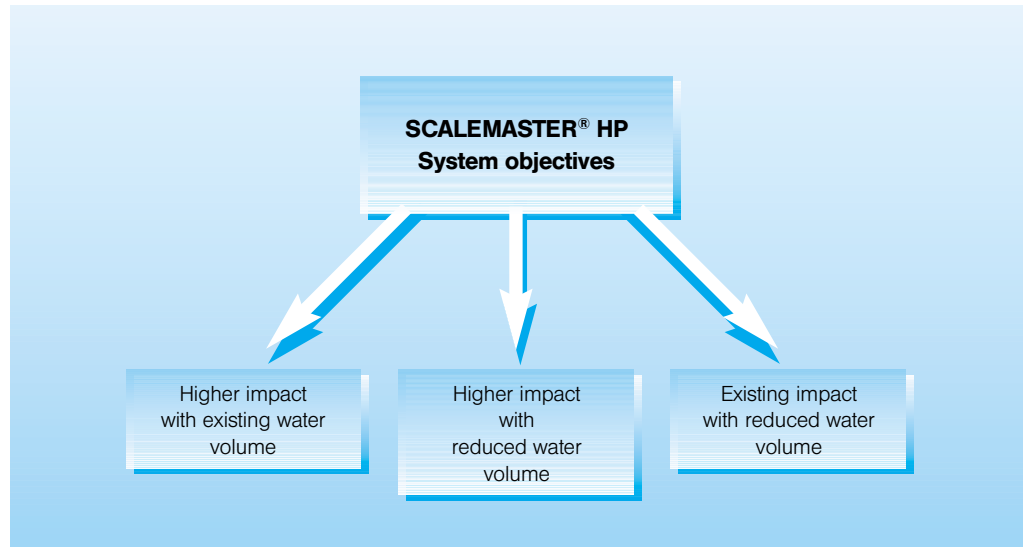 SCALEMASTER® HP
System objectives
Higher impact
with existing water
volume
Higher impact
with
reduced water
volume
Existing impact
with reduced water
volume